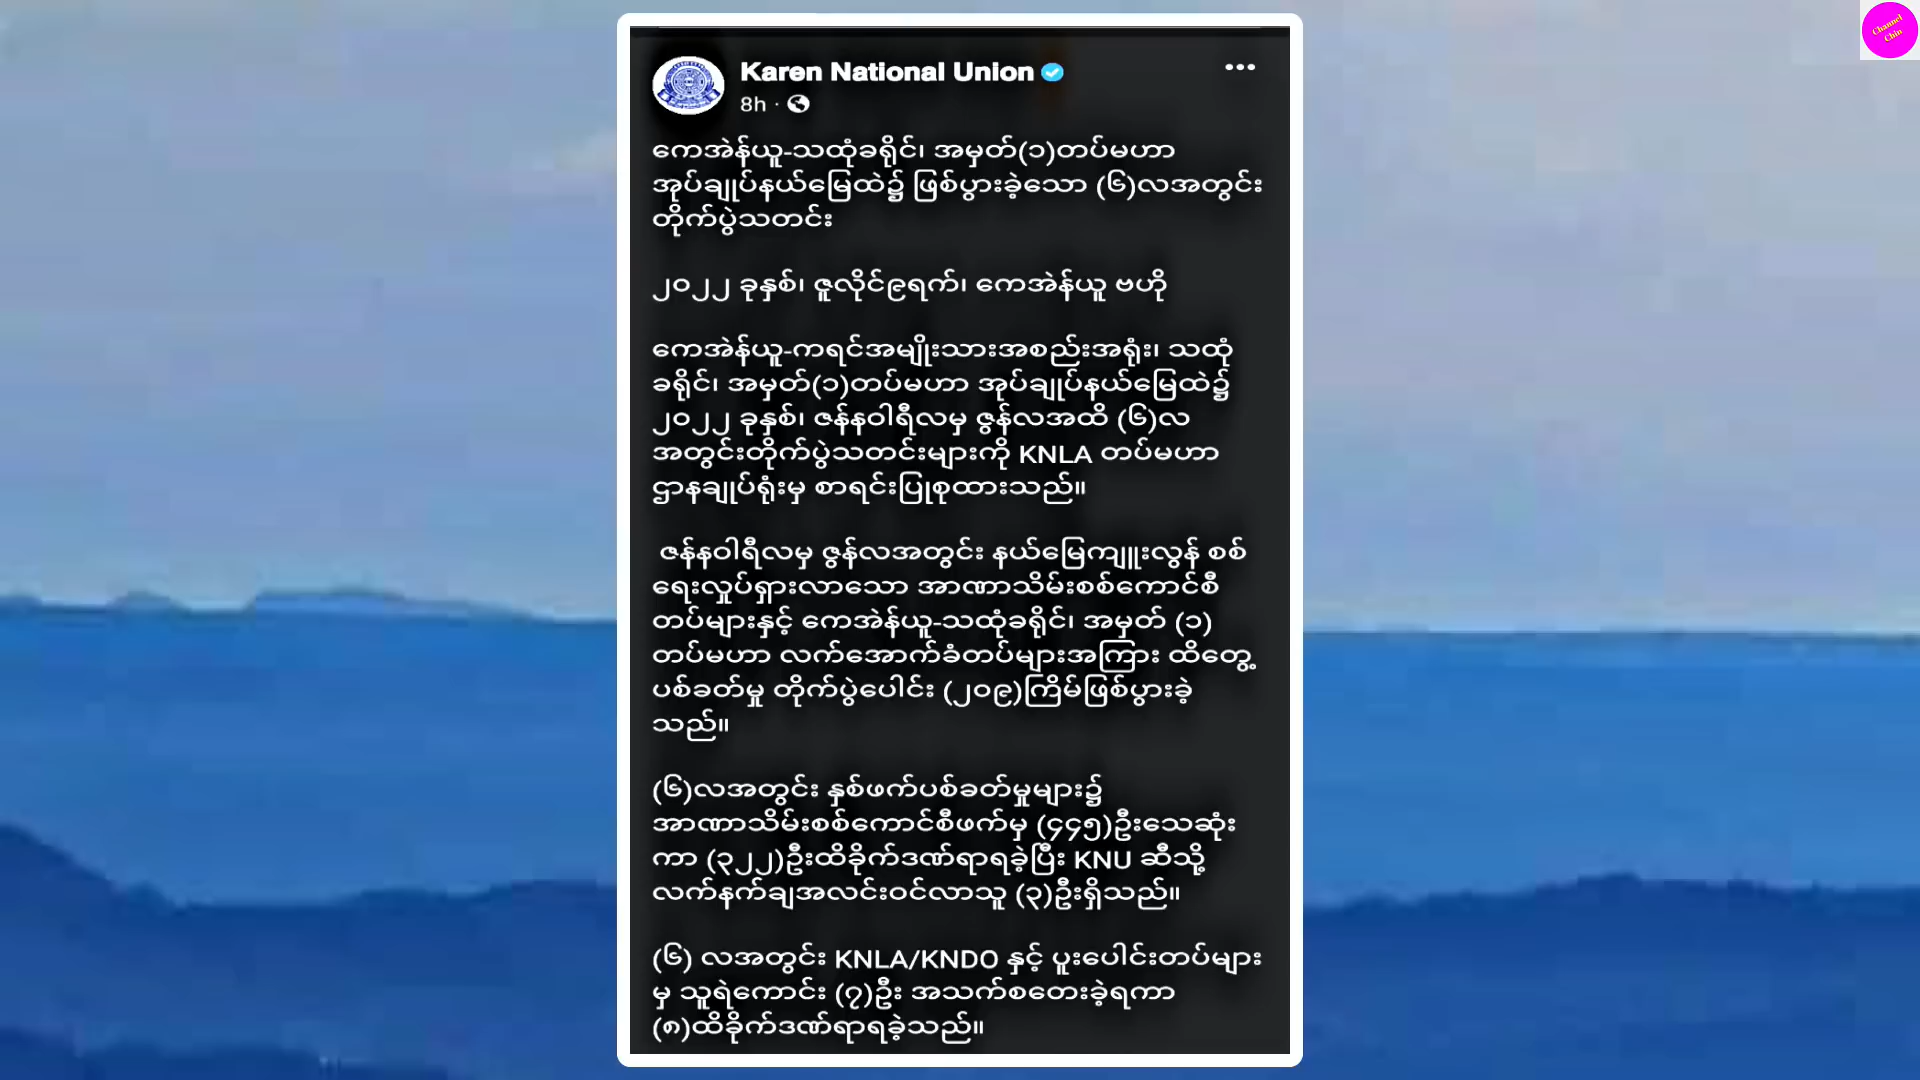 Channel
Chin
Karen National Union
8h ·
ကေအဲန်ယူ-သထုံခရိုင်၊ အမှတ်(၁)တပ်မဟာ
အုပ်ချုပ်နယ်မြေထဲ၌ ဖြစ်ပွားခဲ့သော (၆)လအတွင်း
တိုက်ပွဲသတင်း
၂၀၂၂ ခုနှစ်၊ ဇူလိုင်၉ရက်၊ ကေအဲန်ယူ ဗဟို
ကေအဲန်ယူ-ကရင်အမျိုးသားအစည်းအရုံး၊ သထုံ
ခရိုင်၊ အမှတ်(၁)တပ်မဟာ အုပ်ချုပ်နယ်မြေထဲ၌
၂၀၂၂ ခုနှစ်၊ ဇန်နဝါရီလမှ ဇွန်လအထိ (၆)လ
အတွင်းတိုက်ပွဲသတင်းများကို KNLA တပ်မဟာ
ဌာနချုပ်ရုံးမှ စာရင်းပြုစုထားသည်။
ဇန်နဝါရီလမှ ဇွန်လအတွင်း နယ်မြေကျူးလွန် စစ်
ရေးလှုပ်ရှားလာသော အာဏာသိမ်းစစ်ကောင်စီ
တပ်များနှင့် ကေအဲန်ယူ-သထုံခရိုင်၊ အမှတ် (၁)
တပ်မဟာ လက်အောက်ခံတပ်များအကြား ထိတွေ့
ပစ်ခတ်မှု တိုက်ပွဲပေါင်း (၂၀၉)ကြိမ်ဖြစ်ပွားခဲ့
သည်။
(၆)လအတွင်း နှစ်ဖက်ပစ်ခတ်မှုများ၌
အာဏာသိမ်းစစ်ကောင်စီဖက်မှ (၄၄၅)ဦးသေဆုံး
ကာ (၃၂၂)ဦးထိခိုက်ဒဏ်ရာရခဲ့ပြီး KNU ဆီသို့
လက်နက်ချအလင်းဝင်လာသူ (၃)ဦးရှိသည်။
(၆) လအတွင်း KNLA/KNDO နှင့် ပူးပေါင်းတပ်များ
မှ သူရဲကောင်း (၇)ဦး အသက်စတေးခဲ့ရကာ
(၈)ထိခိုက်ဒဏ်ရာရခဲ့သည်။